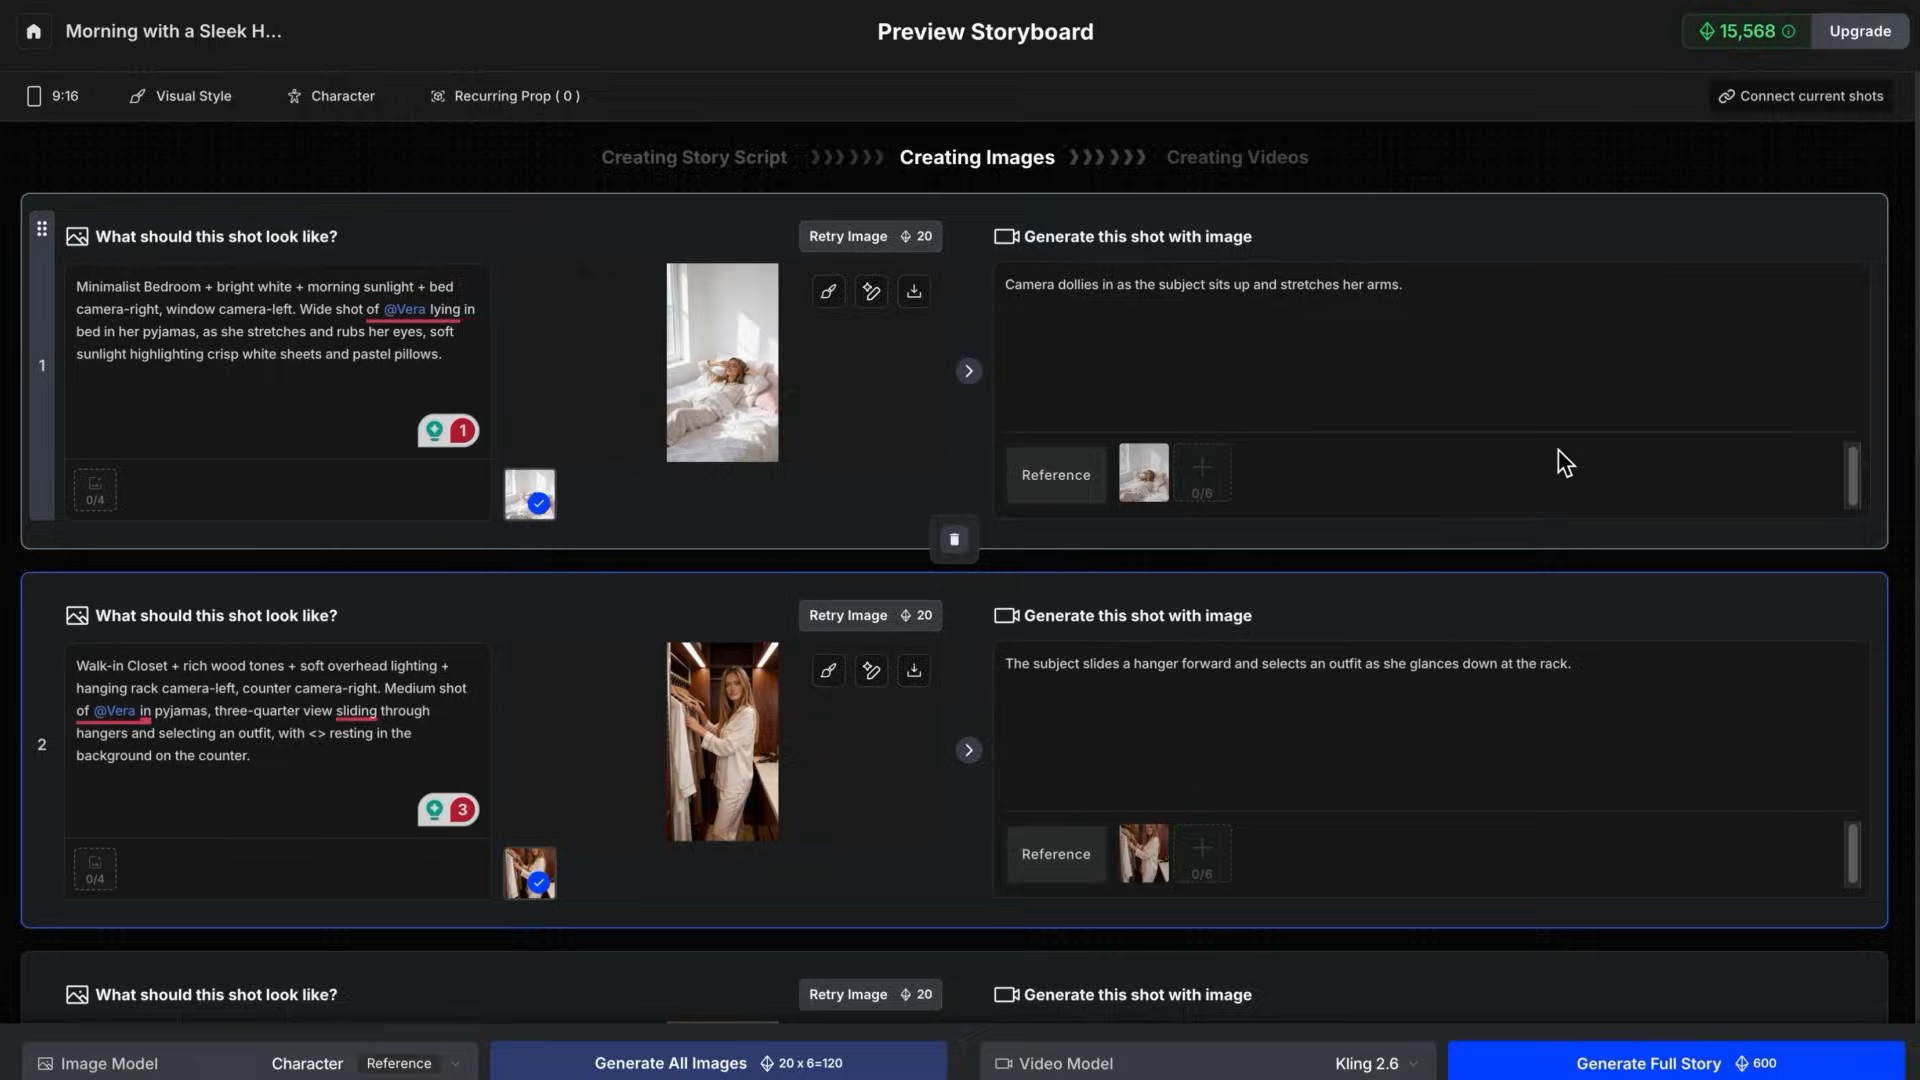 Morning with a Sleek H...
Preview Storyboard
15,568
Upgrade
9:16
Visual Style
Character
Recurring Prop ( 0 )
Connect current shots
Creating Story Script
Creating Images
Creating Videos
1
What should this shot look like?
Retry Image 20
Minimalist Bedroom + bright white + morning sunlight + bed
camera-right, window camera-left. Wide shot of @Vera lying in
bed in her pyjamas, as she stretches and rubs her eyes, soft
sunlight highlighting crisp white sheets and pastel pillows.
1
0/4
Generate this shot with image
Camera dollies in as the subject sits up and stretches her arms.
Reference
0/6
2
What should this shot look like?
Retry Image 20
Walk-in Closet + rich wood tones + soft overhead lighting +
hanging rack camera-left, counter camera-right. Medium shot
of @Vera in pyjamas, three-quarter view sliding through
hangers and selecting an outfit, with <> resting in the
background on the counter.
3
0/4
Generate this shot with image
The subject slides a hanger forward and selects an outfit as she glances down at the rack.
Reference
0/6
What should this shot look like?
Retry Image 20
Generate this shot with image
Image Model
Character
Reference
Generate All Images 20 x 6=120
Video Model
Kling 2.6
Generate Full Story 600